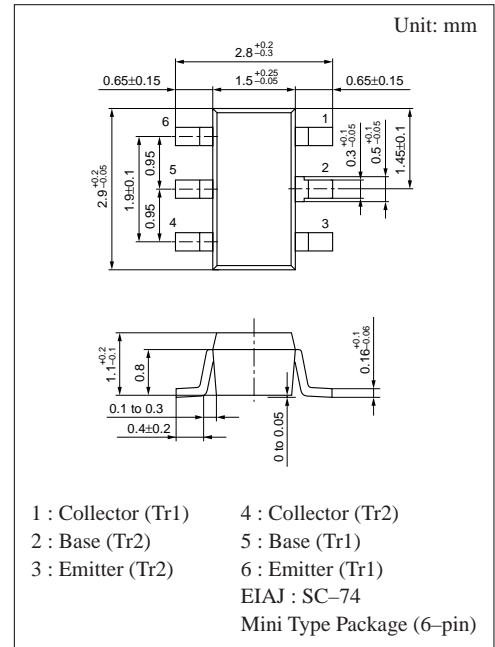 Unit: mm
2.8 +0.2 −0.3
0.65±0.15 1.5 +0.25 −0.05 0.65±0.15
6 1
5 2
4 3
2.9 +0.2 −0.05
1.9±0.1
0.95
0.95
0.3 +0.1 −0.05
0.5 +0.1 −0.05
1.45±0.1
1.1 +0.2 −0.1
0.8
0.16 +0.1 −0.06
0.1 to 0.3
0.4±0.2
0 to 0.05
1 : Collector (Tr1) 4 : Collector (Tr2)
2 : Base (Tr2) 5 : Base (Tr1)
3 : Emitter (Tr2) 6 : Emitter (Tr1)
EIAJ : SC–74
Mini Type Package (6–pin)